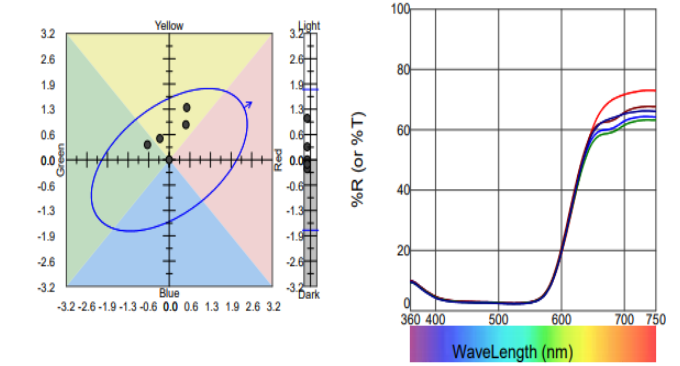 Yellow
Light
3.2
2.6
1.9
1.3
0.6
0.0
-0.6
-1.3
-1.9
-2.6
-3.2
Green
Red
Blue
-3.2 -2.6 -1.9 -1.3 -0.6 0.0 0.6 1.3 1.9 2.6 3.2
3.2
2.6
1.9
1.3
0.6
0.0
-0.6
-1.3
-1.9
-2.6
-3.2
Dark
%R (or %T)
100
80
60
40
20
0
360 400 500 600 700 750
WaveLength (nm)